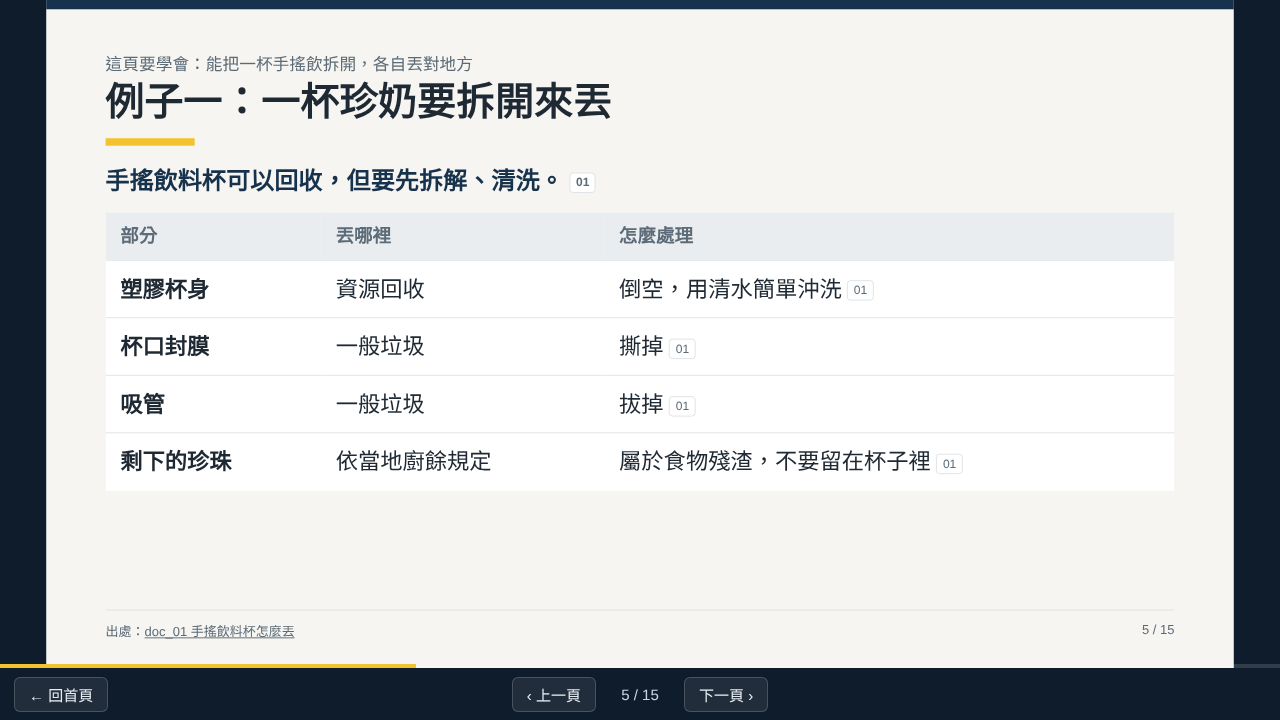 這頁要學會：能把一杯手搖飲拆開，各自丟對地方
例子一：一杯珍奶要拆開來丟
手搖飲料杯可以回收，但要先拆解、清洗。 01
部分 丟哪裡 怎麼處理
塑膠杯身 資源回收 倒空，用清水簡單沖洗 01
杯口封膜 一般垃圾 撕掉 01
吸管 一般垃圾 拔掉 01
剩下的珍珠 依當地廚餘規定 屬於食物殘渣，不要留在杯子裡 01
出處：doc_01 手搖飲料杯怎麼丟 5 / 15
← 回首頁 ‹ 上一頁 5 / 15 下一頁 ›